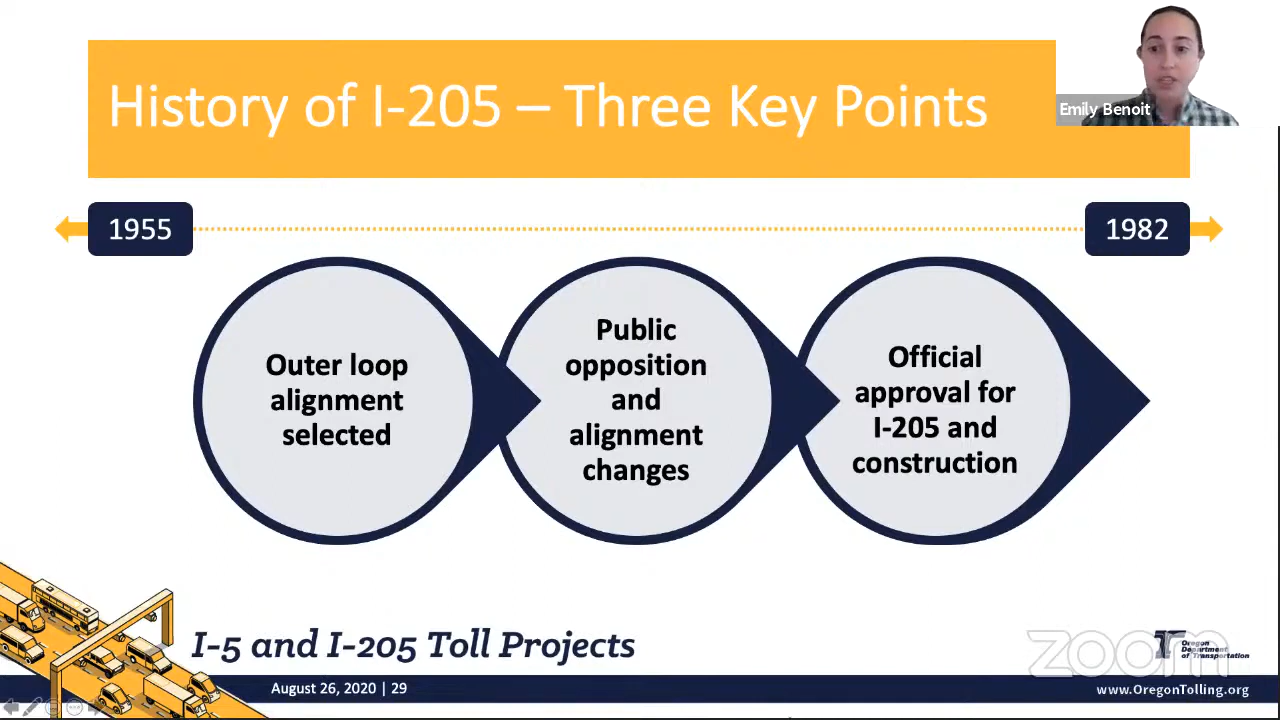 History of I-205 – Three Key Points
Emily Benoit
1955
1982
Outer loop
alignment
selected
Public
opposition
and
alignment
changes
Official
approval for
I-205 and
construction
I-5 and I-205 Toll Projects
zoom
Oregon
Department
of Transportation
August 26, 2020 | 29
www.OregonTolling.org